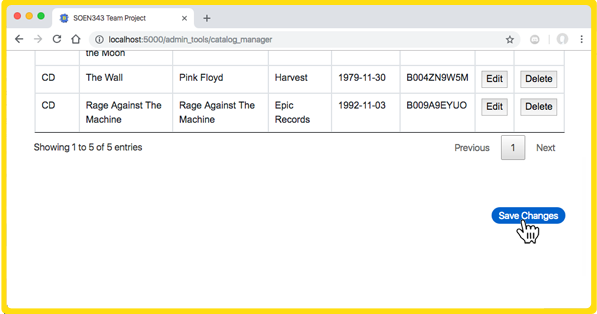 SOEN343 Team Project
localhost:5000/admin_tools/catalog_manager
the Moon
CD The Wall Pink Floyd Harvest 1979-11-30 B004ZN9W5M Edit Delete
CD Rage Against The Rage Against The Epic 1992-11-03 B009A9EYUO Edit Delete
Machine Machine Records
Showing 1 to 5 of 5 entries Previous 1 Next
Save Changes